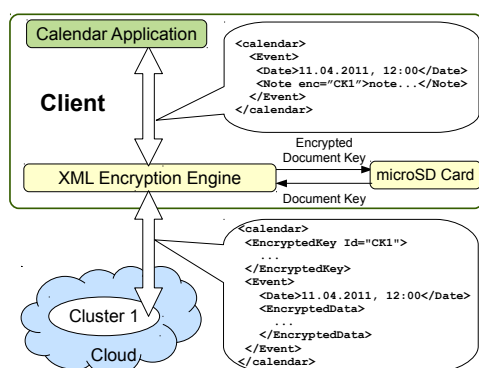 Calendar Application
<calendar>
<Event>
<Date>11.04.2011, 12:00</Date>
<Note enc="CK1">note...</Note>
</Event>
</calendar>
Client
Encrypted
Document Key
XML Encryption Engine
microSD Card
Document Key
<calendar>
<EncryptedKey Id="CK1">
...
</EncryptedKey>
<Event>
<Date>11.04.2011, 12:00</Date>
<EncryptedData>
...
</EncryptedData>
</Event>
</calendar>
Cluster 1
Cloud